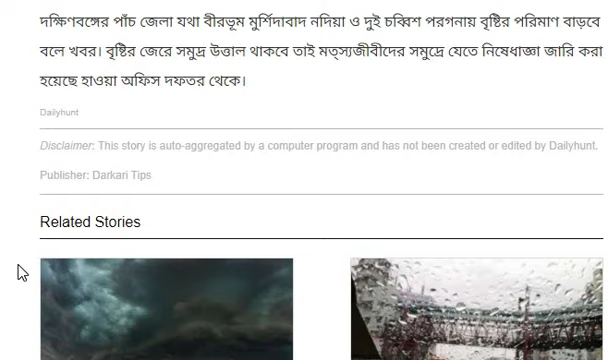 দক্ষিণবঙ্গের পাঁচ জেলা যথা বীরভূম মুর্শিদাবাদ নদিয়া ও দুই চব্বিশ পরগনায় বৃষ্টির পরিমাণ বাড়বে
বলে খবর। বৃষ্টির জেরে সমুদ্র উত্তাল থাকবে তাই মত্স্যজীবীদের সমুদ্রে যেতে নিষেধাজ্ঞা জারি করা
হয়েছে হাওয়া অফিস দফতর থেকে।
Dailyhunt
Disclaimer: This story is auto-aggregated by a computer program and has not been created or edited by Dailyhunt.
Publisher: Darkari Tips
Related Stories